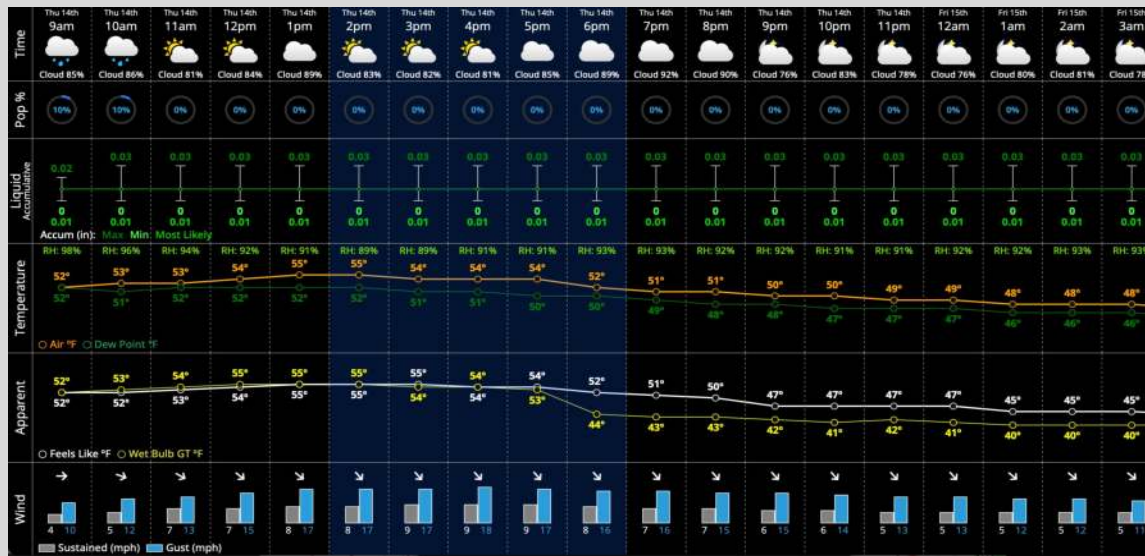 Time
Thu 14th Thu 14th Thu 14th Thu 14th Thu 14th Thu 14th Thu 14th Thu 14th Thu 14th Thu 14th Thu 14th Thu 14th Thu 14th Thu 14th Thu 14th Fri 15th Fri 15th Fri 15th Fri 15th
9am 10am 11am 12pm 1pm 2pm 3pm 4pm 5pm 6pm 7pm 8pm 9pm 10pm 11pm 12am 1am 2am 3am
Cloud 85% Cloud 86% Cloud 81% Cloud 84% Cloud 89% Cloud 83% Cloud 82% Cloud 81% Cloud 85% Cloud 89% Cloud 92% Cloud 90% Cloud 76% Cloud 83% Cloud 78% Cloud 76% Cloud 80% Cloud 81% Cloud 78
Pop %
10% 10% 0% 0% 0% 0% 0% 0% 0% 0% 0% 0% 0% 0% 0% 0% 0% 0% 0%
Liquid
Accumulative
0.02 0.03 0.03 0.03 0.03 0.03 0.03 0.03 0.03 0.03 0.03 0.03 0.03 0.03 0.03 0.03 0.03 0.03 0.03
0 0 0 0 0 0 0 0 0 0 0 0 0 0 0 0 0 0 0
0.01 0.01 0.01 0.01 0.01 0.01 0.01 0.01 0.01 0.01 0.01 0.01 0.01 0.01 0.01 0.01 0.01 0.01 0.01
Accum (in): Max Min Most Likely
Temperature
RH: 98% RH: 96% RH: 94% RH: 92% RH: 91% RH: 89% RH: 89% RH: 91% RH: 91% RH: 93% RH: 93% RH: 92% RH: 92% RH: 91% RH: 91% RH: 92% RH: 92% RH: 93% RH: 93%
52° 53° 53° 54° 55° 55° 54° 54° 54° 52° 51° 51° 50° 50° 49° 49° 48° 48° 48°
52° 51° 52° 52° 52° 52° 51° 51° 50° 50° 49° 48° 48° 47° 47° 47° 46° 46° 46°
Air °F Dew Point °F
Apparent
52° 53° 54° 55° 55° 55° 55° 54° 54° 52° 51° 50° 47° 47° 47° 47° 45° 45° 45°
52° 52° 53° 54° 55° 55° 54° 54° 53° 44° 43° 43° 42° 41° 42° 41° 40° 40° 40°
Feels Like °F Wet Bulb GT °F
Wind
4 10 5 12 7 13 7 15 8 17 8 17 9 17 9 18 9 17 8 16 7 16 7 15 6 15 6 14 5 13 5 13 5 12 5 12 5 11
Sustained (mph) Gust (mph)